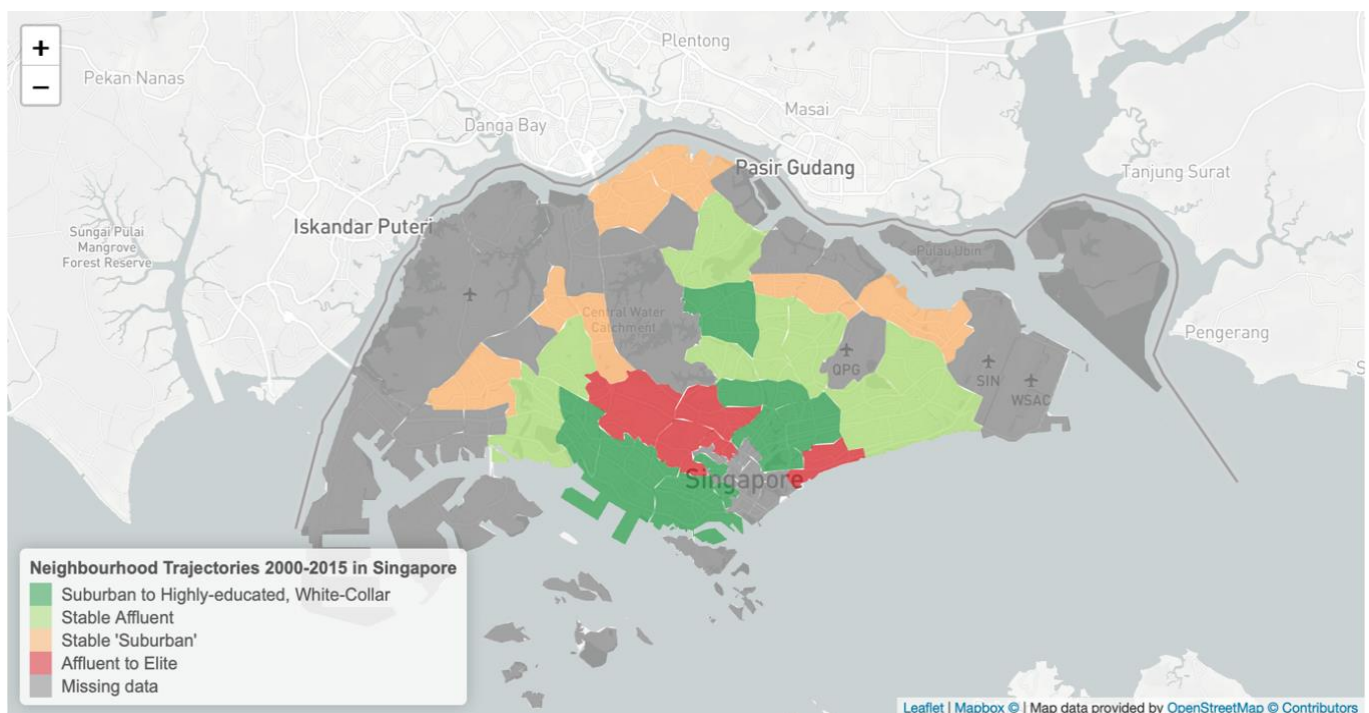 +
−
Plentong
Pekan Nanas
Masai
Danga Bay
Pasir Gudang
Tanjung Surat
Iskandar Puteri
Sungai Pulai
Mangrove
Forest Reserve
Pulau Ubin
Central Water
Catchment
Pengerang
QPG
SIN
WSAC
S
Singapore
Neighbourhood Trajectories 2000-2015 in Singapore
Suburban to Highly-educated, White-Collar
Stable Affluent
Stable 'Suburban'
Affluent to Elite
Missing data
Leaflet | Mapbox © | Map data provided by OpenStreetMap © Contributors